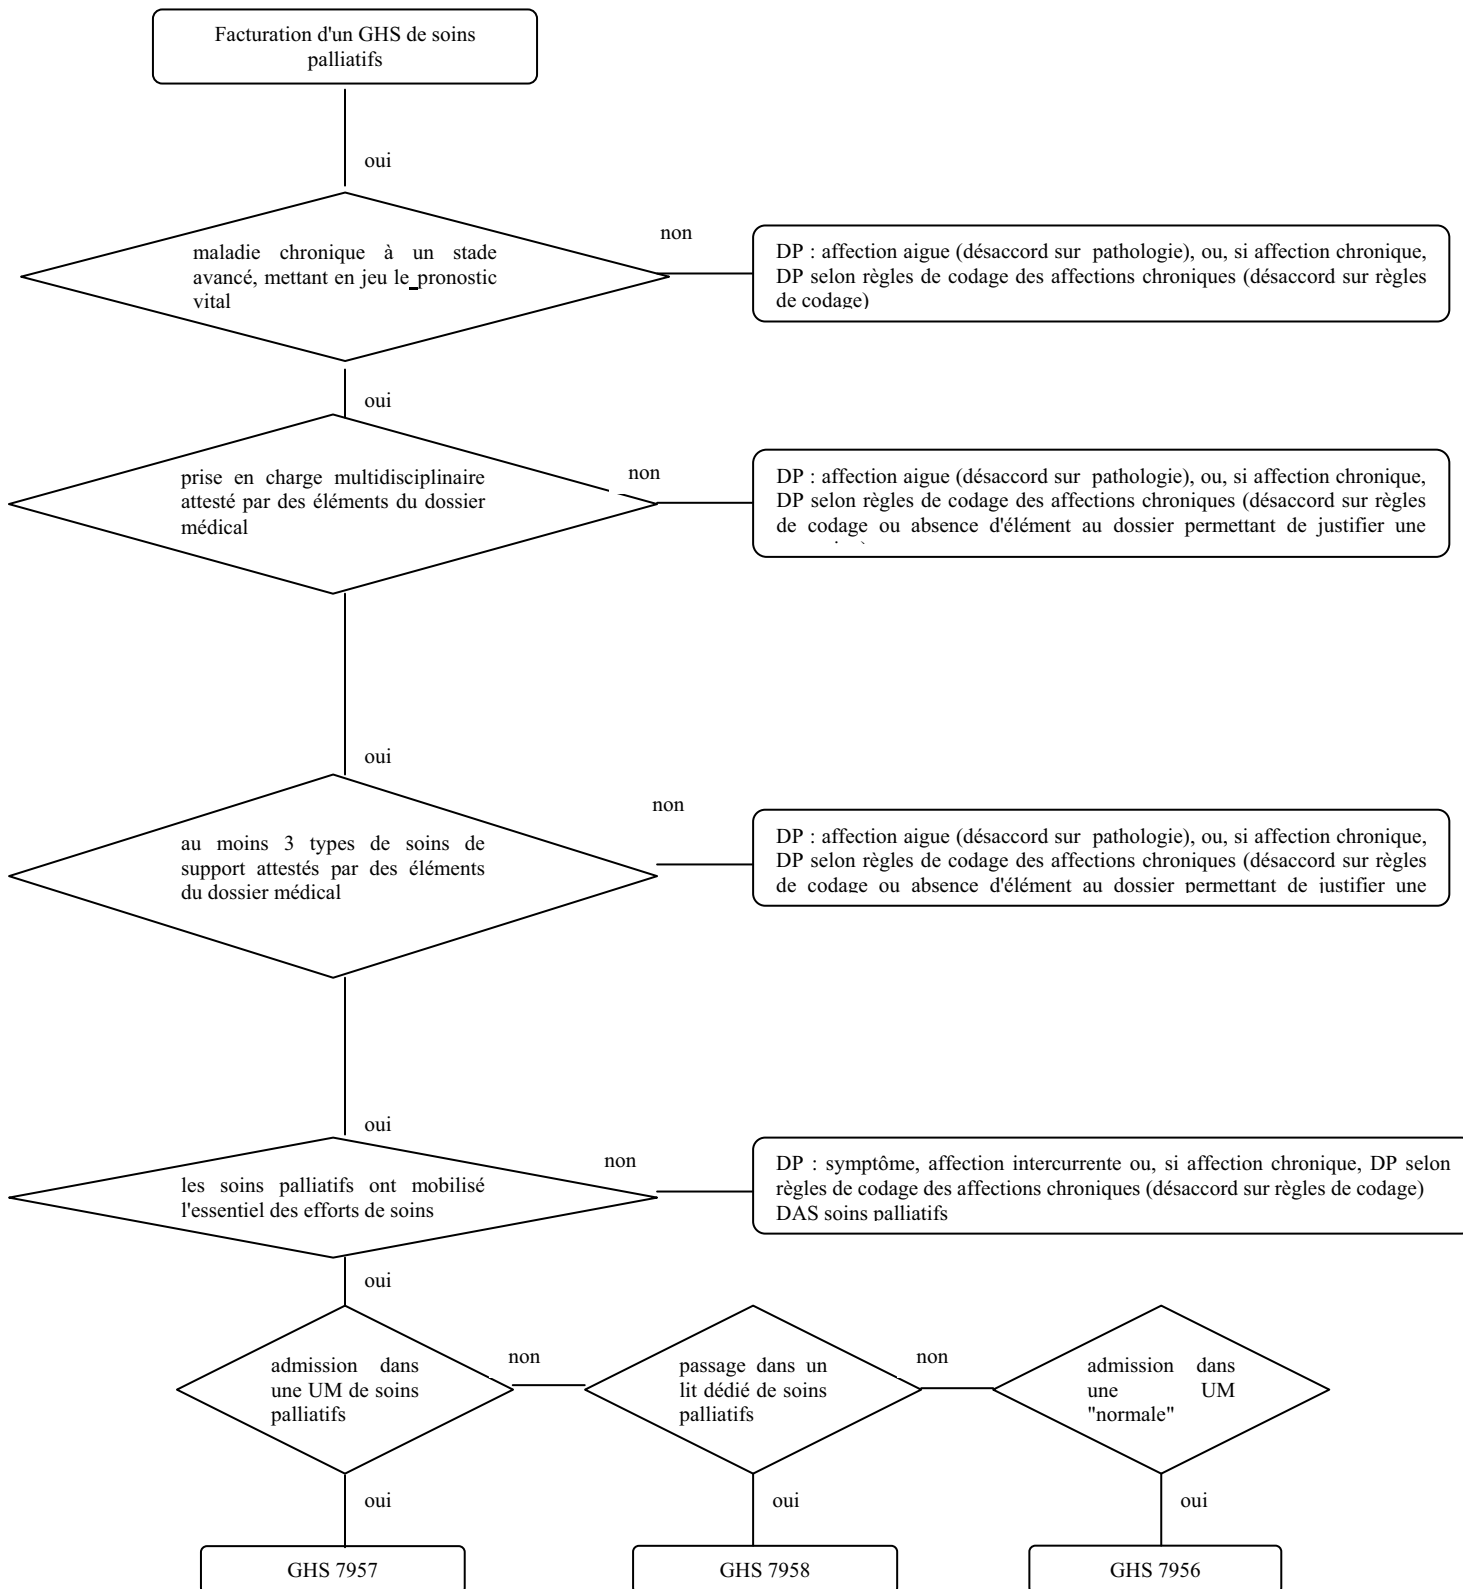 Facturation d'un GHS de soins
palliatifs
oui
maladie chronique à un stade
avancé, mettant en jeu le pronostic
vital
non
DP : affection aigue (désaccord sur pathologie), ou, si affection chronique,
DP selon règles de codage des affections chroniques (désaccord sur règles
de codage)
oui
prise en charge multidisciplinaire
attesté par des éléments du dossier
médical
non
DP : affection aigue (désaccord sur pathologie), ou, si affection chronique,
DP selon règles de codage des affections chroniques (désaccord sur règles
de codage ou absence d'élément au dossier permettant de justifier une
oui
au moins 3 types de soins de
support attestés par des éléments
du dossier médical
non
DP : affection aigue (désaccord sur pathologie), ou, si affection chronique,
DP selon règles de codage des affections chroniques (désaccord sur règles
de codage ou absence d'élément au dossier permettant de justifier une
oui
les soins palliatifs ont mobilisé
l'essentiel des efforts de soins
non
DP : symptôme, affection intercurrente ou, si affection chronique, DP selon
règles de codage des affections chroniques (désaccord sur règles de codage)
DAS soins palliatifs
oui
admission dans
une UM de soins
palliatifs
non
passage dans un
lit dédié de soins
palliatifs
non
admission dans
une UM
"normale"
oui
oui
oui
GHS 7957
GHS 7958
GHS 7956